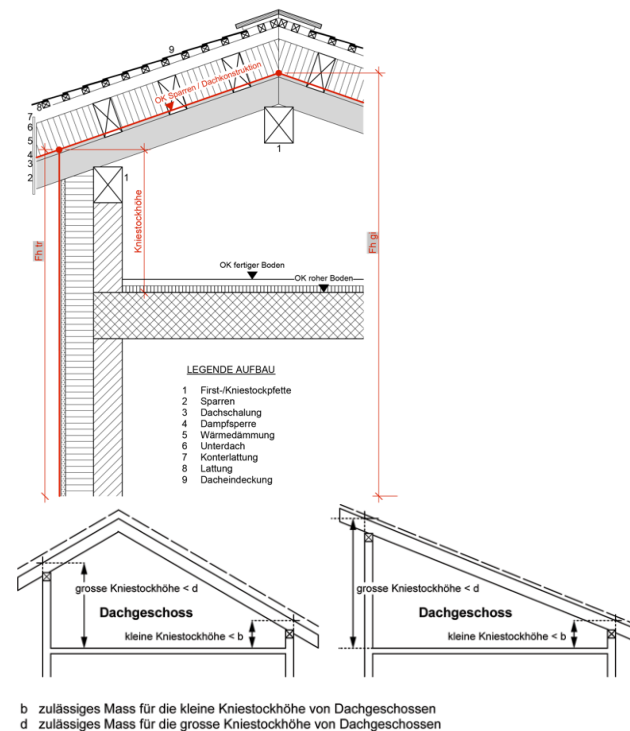 9
OK Sparren / Dachkonstruktion
8
7
6
5
4
3
2
1
1
Kniestockhöhe
Fh tr
Fh gi
OK fertiger Boden
OK roher Boden
LEGENDE AUFBAU
1 First-/Kniestockpfette
2 Sparren
3 Dachschalung
4 Dampfsperre
5 Wärmedämmung
6 Unterdach
7 Konterlattung
8 Lattung
9 Dacheindeckung
grosse Kniestockhöhe < d
Dachgeschoss
kleine Kniestockhöhe < b
grosse Kniestockhöhe < d
Dachgeschoss
kleine Kniestockhöhe < b
b zulässiges Mass für die kleine Kniestockhöhe von Dachgeschossen
d zulässiges Mass für die grosse Kniestockhöhe von Dachgeschossen